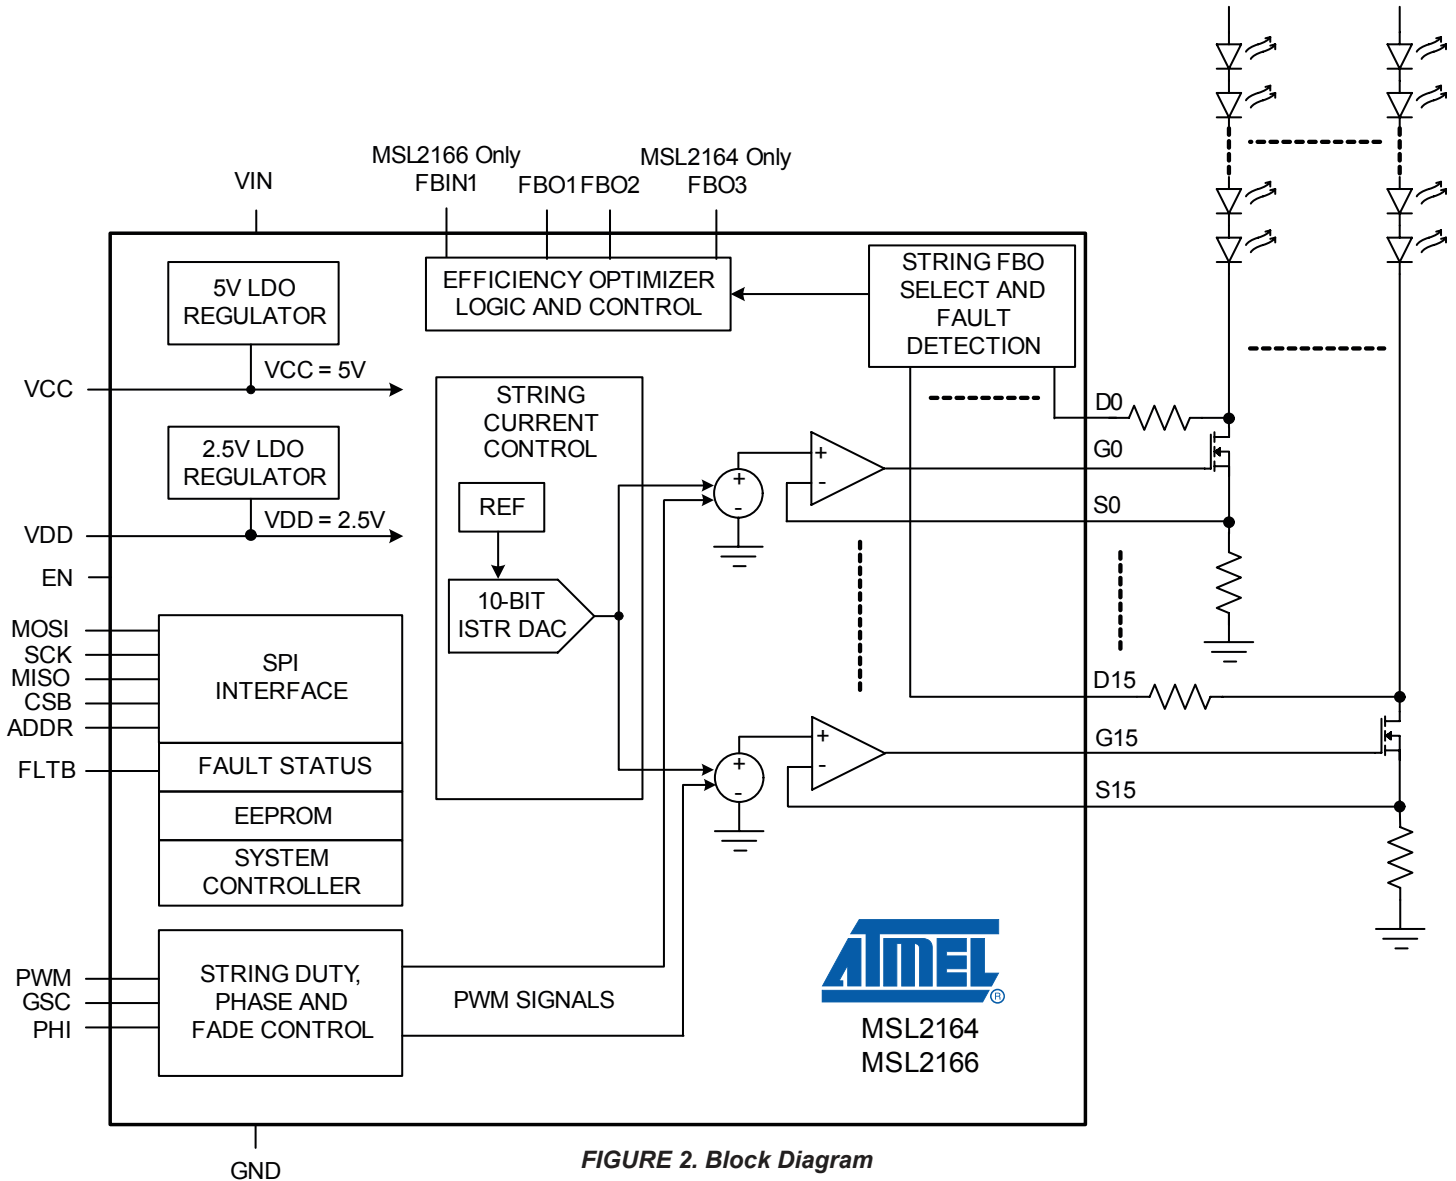 MSL2166 Only
FBIN1
FBO1
FBO2
MSL2164 Only
FBO3
VIN
5V LDO
REGULATOR
EFFICIENCY OPTIMIZER
LOGIC AND CONTROL
STRING FBO
SELECT AND
FAULT
DETECTION
VCC
VCC = 5V
STRING
CURRENT
CONTROL
D0
2.5V LDO
REGULATOR
G0
REF
S0
VDD
VDD = 2.5V
EN
10-BIT
ISTR DAC
+
-
+
-
MOSI
SCK
MISO
CSB
ADDR
SPI
INTERFACE
D15
G15
S15
+
-
+
-
FLTB
FAULT STATUS
EEPROM
SYSTEM
CONTROLLER
PWM
GSC
PHI
STRING DUTY,
PHASE AND
FADE CONTROL
PWM SIGNALS
ATMEL
®
MSL2164
MSL2166
GND
FIGURE 2. Block Diagram